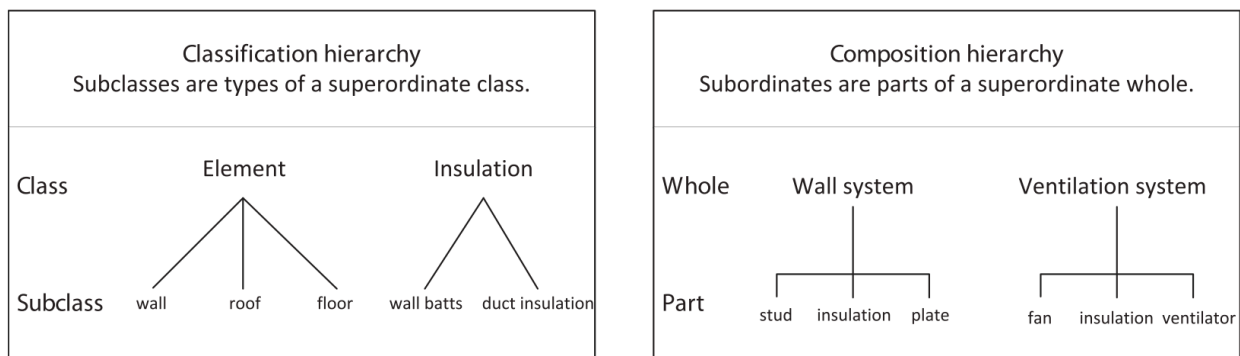 Classification hierarchy
Subclasses are types of a superordinate class.
Class
Element
Insulation
Subclass
wall
roof
floor
wall batts
duct insulation
Composition hierarchy
Subordinates are parts of a superordinate whole.
Whole
Wall system
Ventilation system
Part
stud
insulation
plate
fan
insulation
ventilator